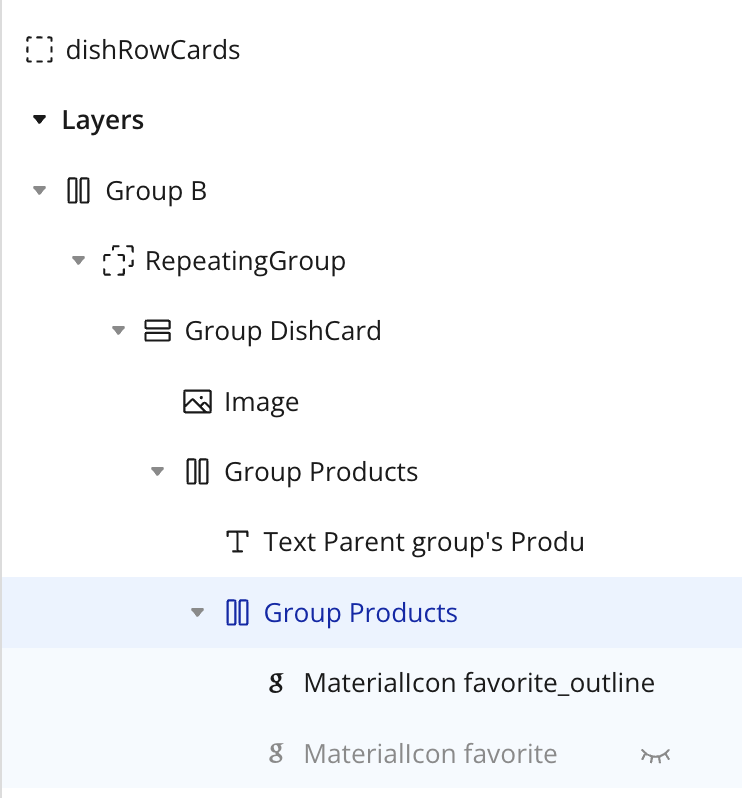 dishRowCards
Layers
Group B
RepeatingGroup
Group DishCard
Image
Group Products
Text Parent group's Produ
Group Products
MaterialIcon favorite_outline
MaterialIcon favorite